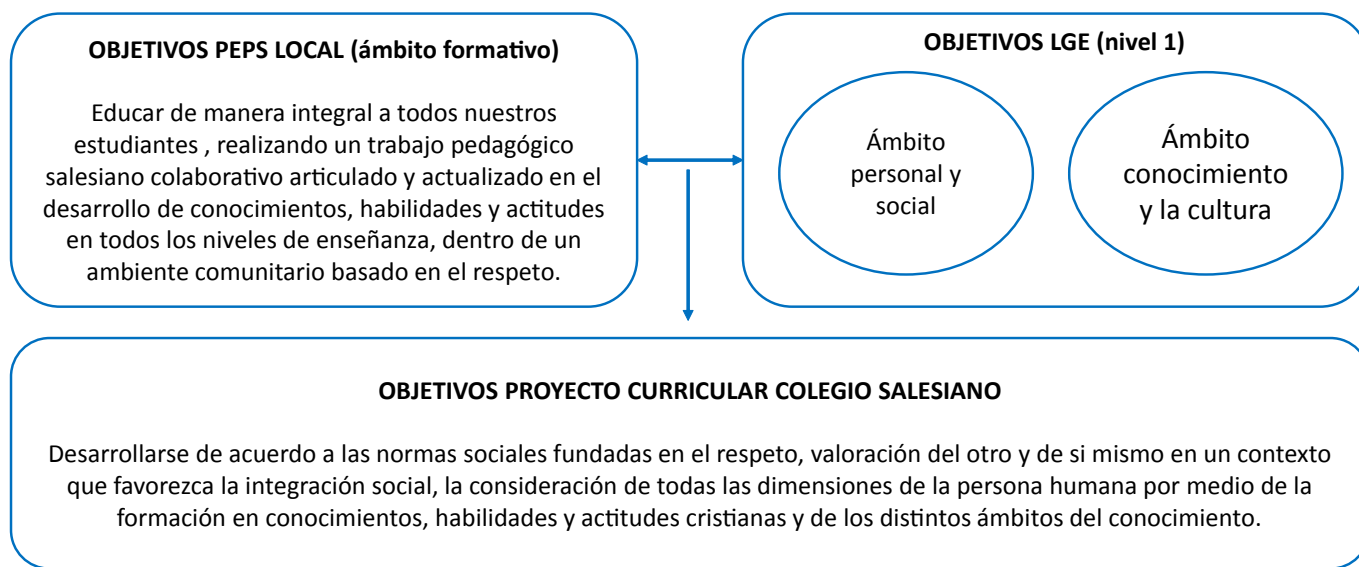 OBJETIVOS PEPS LOCAL (ámbito formativo)
Educar de manera integral a todos nuestros
estudiantes , realizando un trabajo pedagógico
salesiano colaborativo articulado y actualizado en el
desarrollo de conocimientos, habilidades y actitudes
en todos los niveles de enseñanza, dentro de un
ambiente comunitario basado en el respeto.
OBJETIVOS LGE (nivel 1)
Ámbito
personal y
social
Ámbito
conocimiento
y la cultura
OBJETIVOS PROYECTO CURRICULAR COLEGIO SALESIANO
Desarrollarse de acuerdo a las normas sociales fundadas en el respeto, valoración del otro y de si mismo en un contexto
que favorezca la integración social, la consideración de todas las dimensiones de la persona humana por medio de la
formación en conocimientos, habilidades y actitudes cristianas y de los distintos ámbitos del conocimiento.